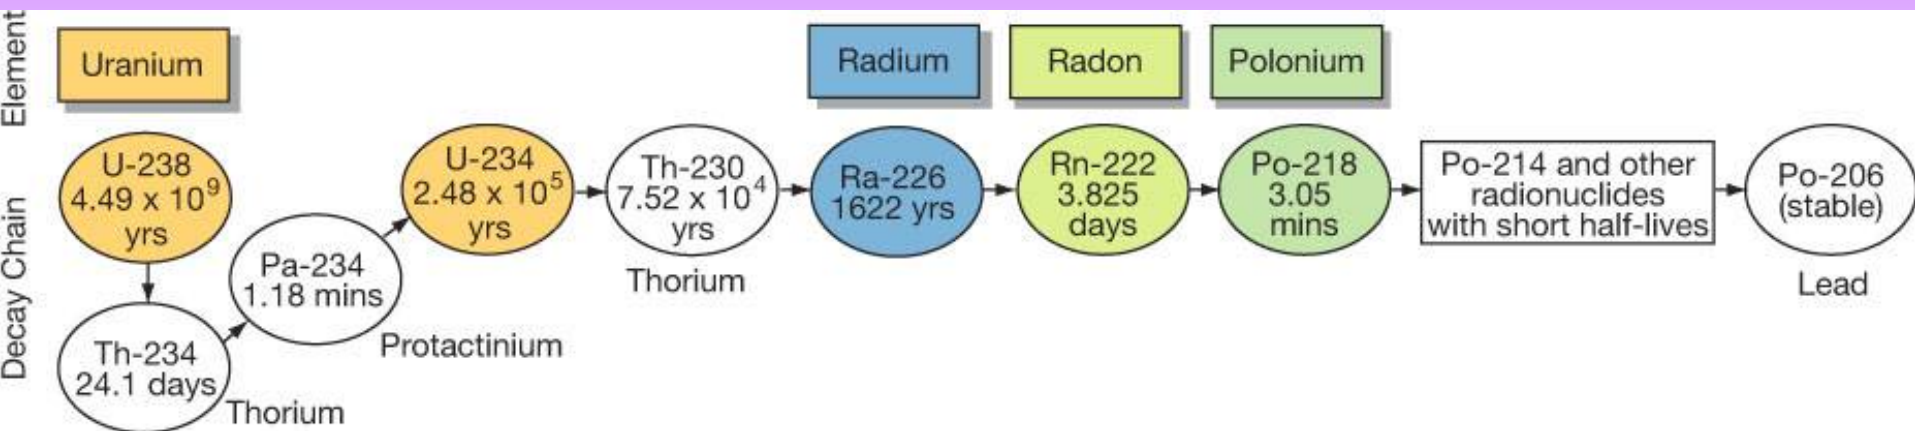 Element
Uranium
Radium
Radon
Polonium
Decay Chain
U-238
4.49 x 10⁹
yrs
Th-234
24.1 days
Thorium
Pa-234
1.18 mins
Protactinium
U-234
2.48 x 10⁵
yrs
Th-230
7.52 x 10⁴
yrs
Thorium
Ra-226
1622 yrs
Rn-222
3.825
days
Po-218
3.05
mins
Po-214 and other
radionuclides
with short half-lives
Po-206
(stable)
Lead